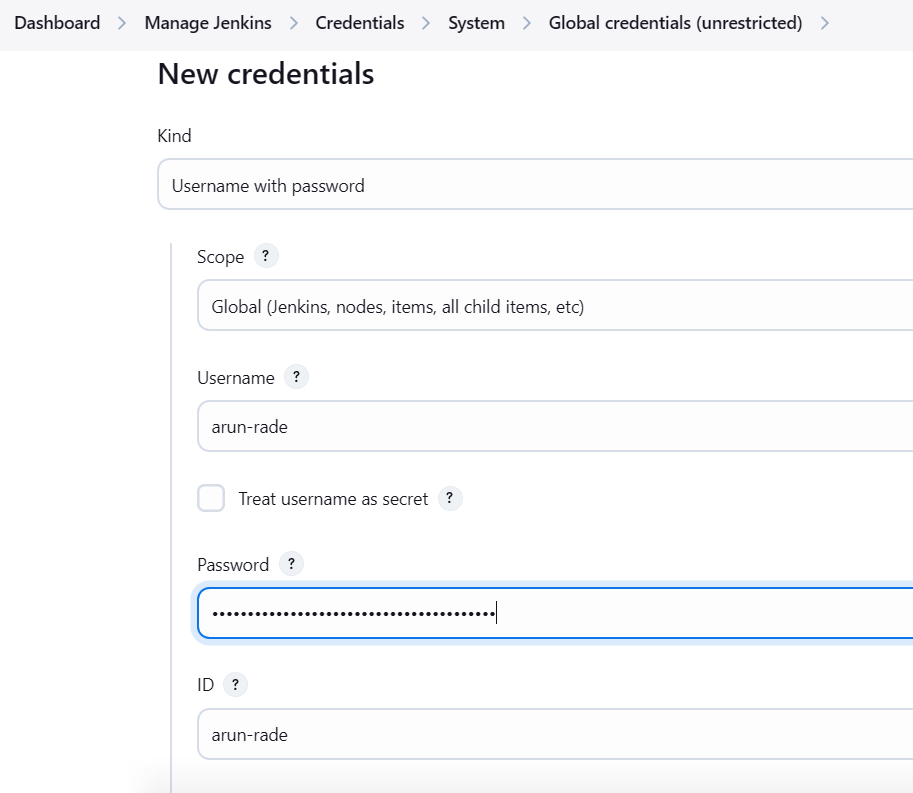 Dashboard > Manage Jenkins > Credentials > System > Global credentials (unrestricted) >
New credentials
Kind
Username with password
Scope ?
Global (Jenkins, nodes, items, all child items, etc)
Username ?
arun-rade
Treat username as secret ?
Password ?
••••••••••••••••••••••••••••••••••••••••
ID ?
arun-rade